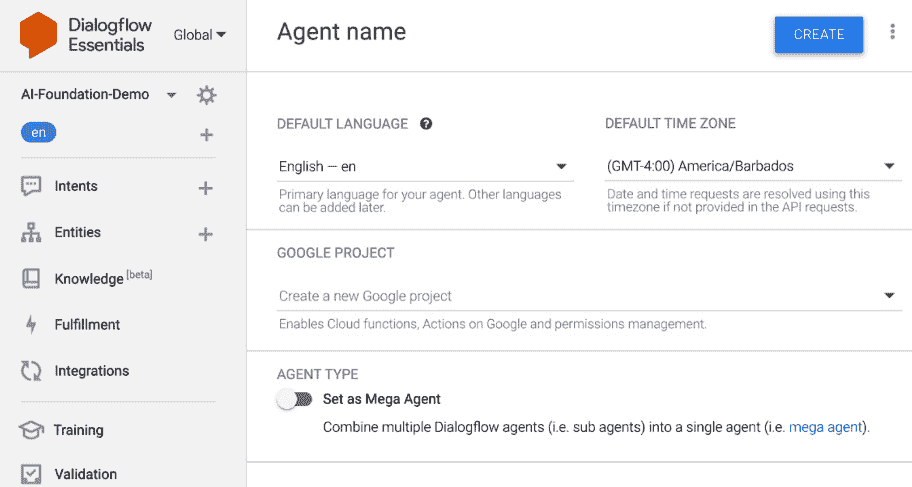 Dialogflow
Essentials
Global
AI-Foundation-Demo
en
Intents
Entities
Knowledge [beta]
Fulfillment
Integrations
Training
Validation
Agent name
CREATE
DEFAULT LANGUAGE ?
DEFAULT TIME ZONE
English — en
(GMT-4:00) America/Barbados
Primary language for your agent. Other languages
can be added later.
Date and time requests are resolved using this
timezone if not provided in the API requests.
GOOGLE PROJECT
Create a new Google project
Enables Cloud functions, Actions on Google and permissions management.
AGENT TYPE
Set as Mega Agent
Combine multiple Dialogflow agents (i.e. sub agents) into a single agent (i.e. mega agent).